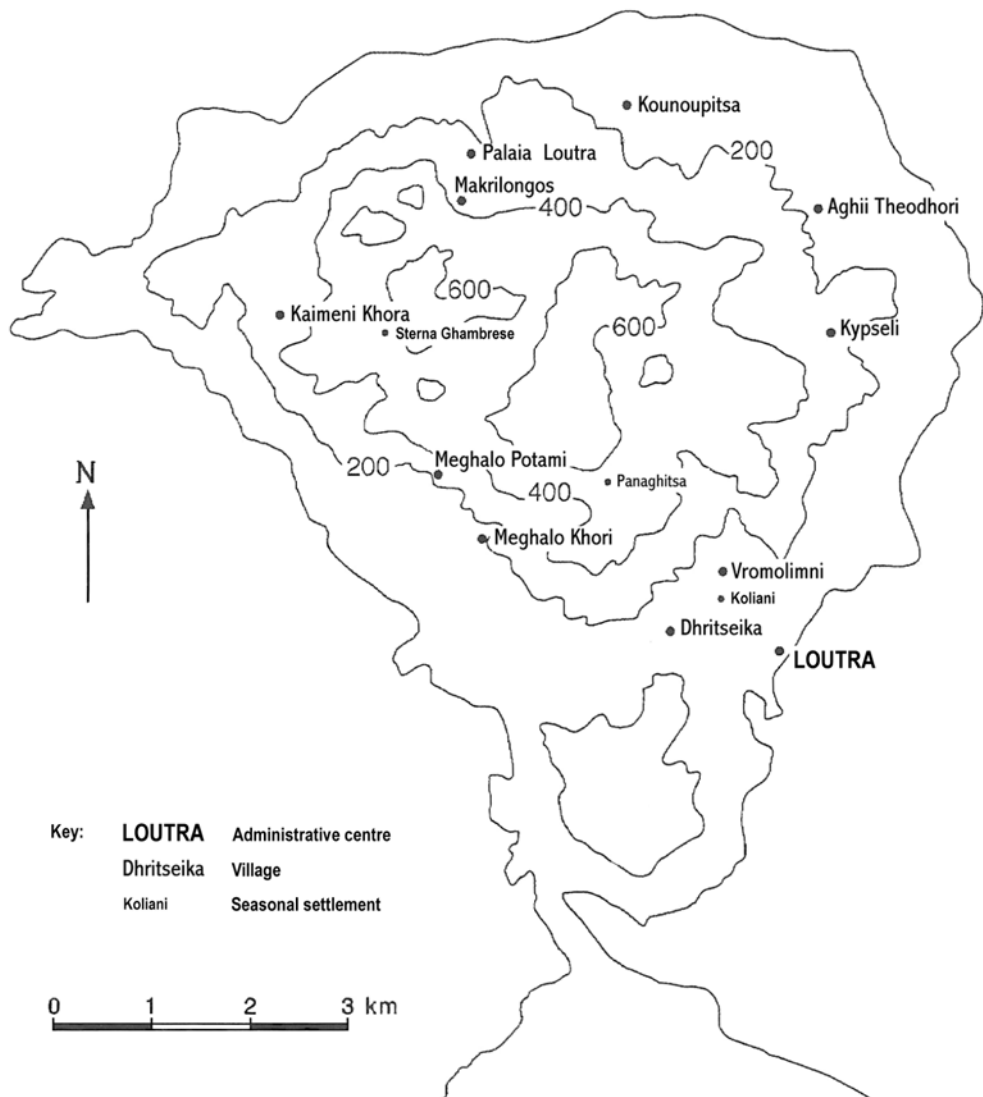 Kounoupitsa
200
Palaia Loutra
Makrilongos
400
Aghii Theodhori
600
Kaimeni Khora
Sterna Ghambrese
600
Kypseli
N
200
Meghalo Potami
400
Panaghitsa
Meghalo Khori
Vromolimni
Koliani
Dhritseika
LOUTRA
Key:
LOUTRA Administrative centre
Dhritseika Village
Koliani Seasonal settlement
0 1 2 3 km